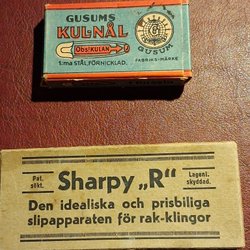 GUSUMS
KUL-NÅL
Obs! KULAN
1:ma STÅL, FÖRNICKLAD.
GUSUM
FABRIKS-MÄRKE
Pat. sökt.
Sharpy „R“
Lagenl. skyddad.
Den idealiska och prisbiliga
slipapparaten för rak-klingor